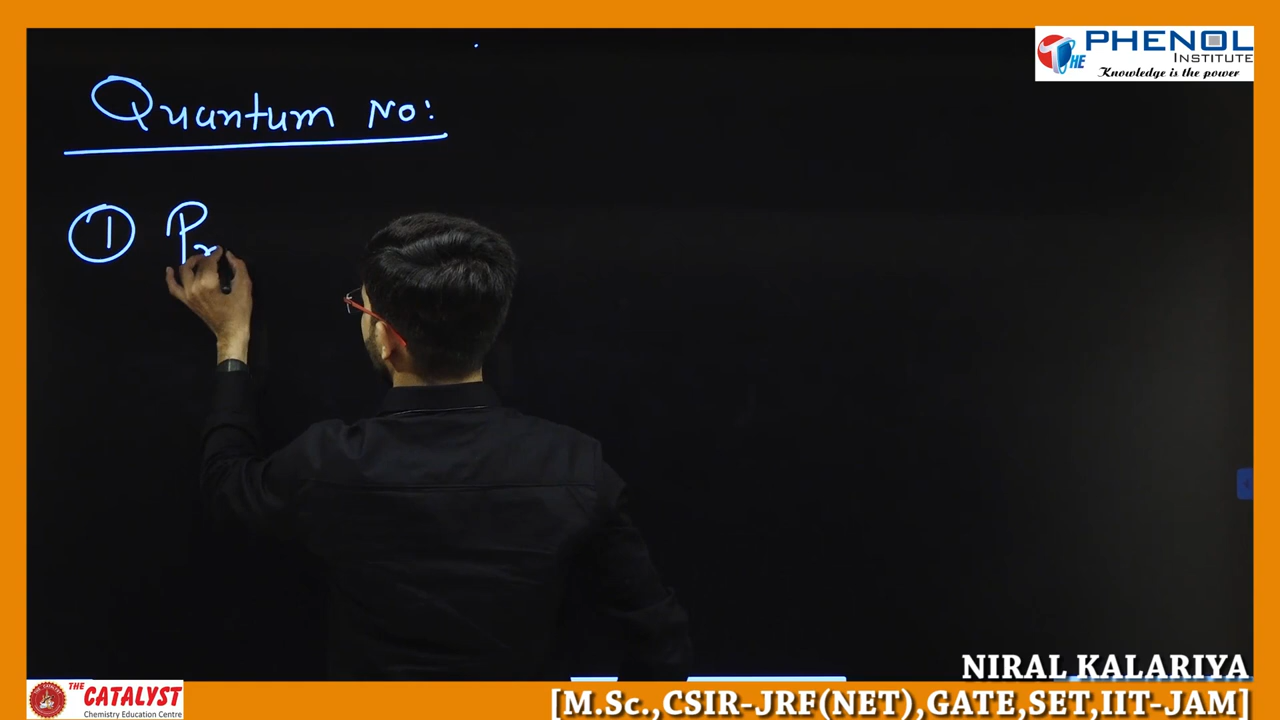 THE PHENOL
INSTITUTE
Knowledge is the power
Quantum No:
① Pr
NIRAL KALARIYA
THE CATALYST
Chemistry Education Centre
[M.Sc.,CSIR-JRF(NET),GATE,SET,IIT-JAM]